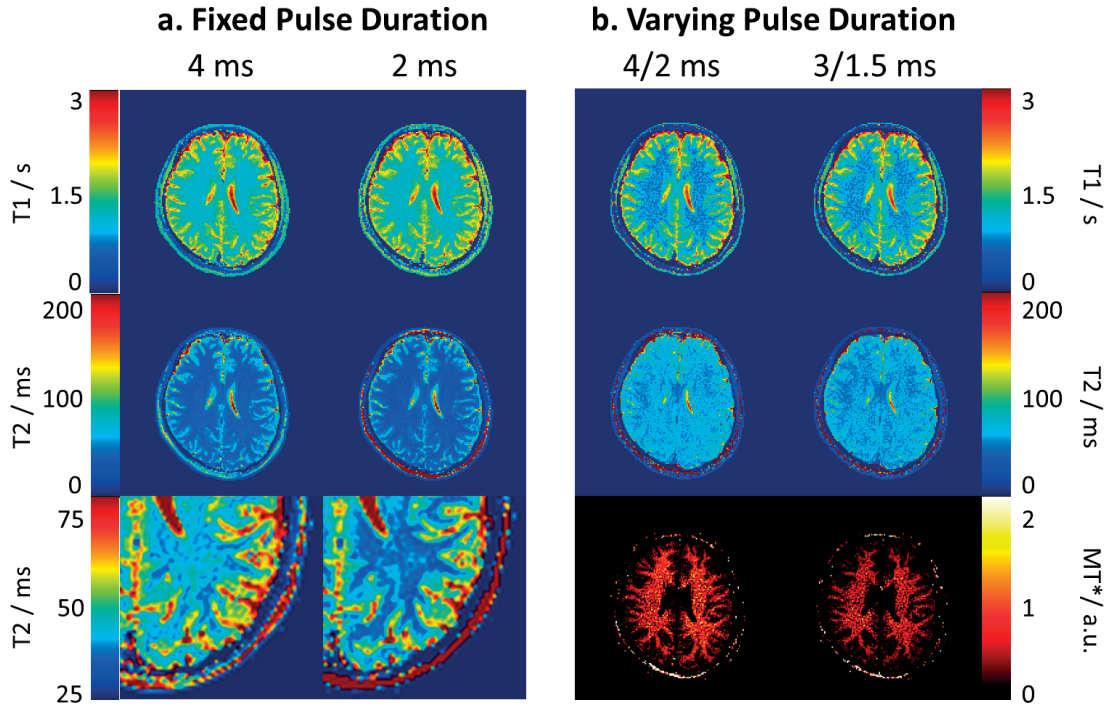 a. Fixed Pulse Duration
b. Varying Pulse Duration
4 ms
2 ms
4/2 ms
3/1.5 ms
3
1.5
0
T1 / s
3
1.5
0
T1 / s
200
100
0
T2 / ms
200
100
0
T2 / ms
75
50
25
T2 / ms
2
1
0
MT*/ a.u.